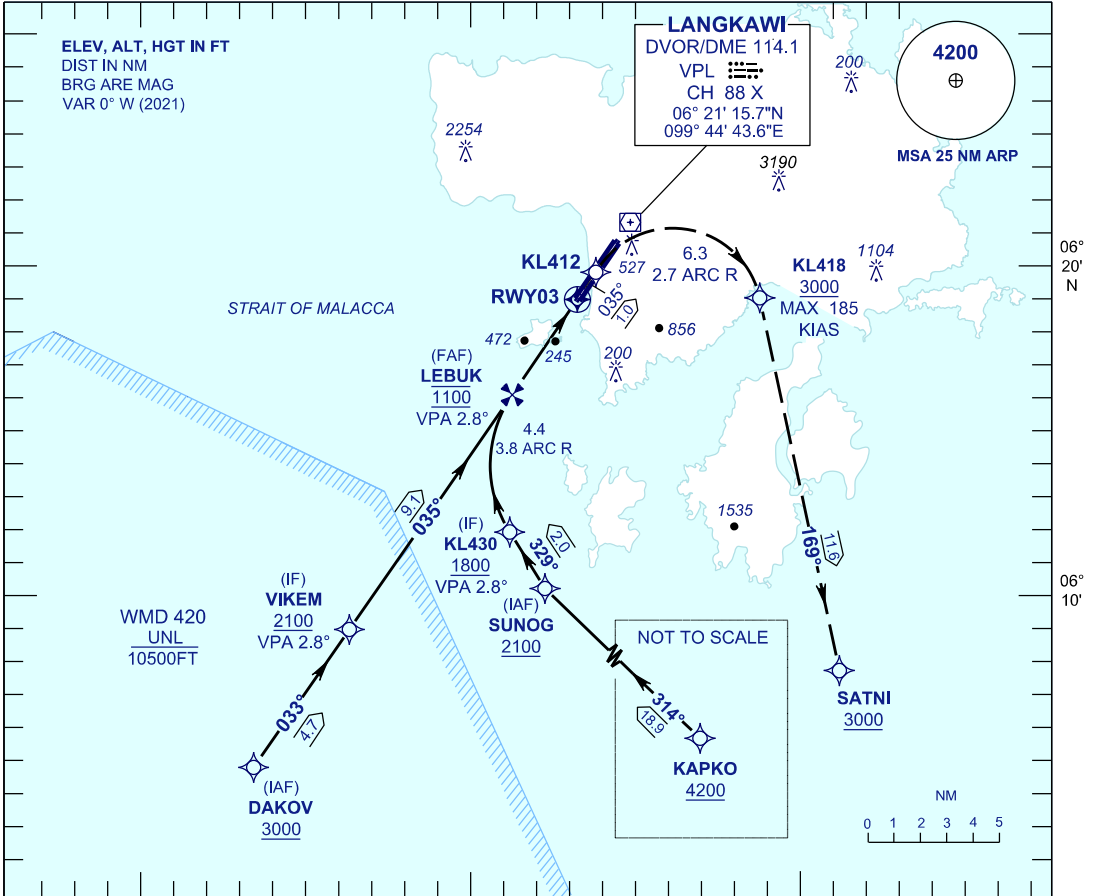 ELEV, ALT, HGT IN FT
DIST IN NM
BRG ARE MAG
VAR 0° W (2021)
LANGKAWI
DVOR/DME 114.1
VPL
CH 88 X
06° 21' 15.7"N
099° 44' 43.6"E
4200
MSA 25 NM ARP
200
2254
3190
1104
527
6.3
2.7 ARC R
KL418
3000
MAX 185
KIAS
06°
20'
N
KL412
RWY03
035°
1.0
STRAIT OF MALACCA
472
245
856
200
(FAF)
LEBUK
1100
VPA 2.8°
4.4
3.8 ARC R
9.1
035°
(IF)
KL430
1800
VPA 2.8°
2.0
329°
1535
169°
11.6
06°
10'
(IF)
VIKEM
2100
VPA 2.8°
(IAF)
SUNOG
2100
WMD 420
UNL
10500FT
NOT TO SCALE
033°
4.7
314°
18.9
KAPKO
4200
SATNI
3000
(IAF)
DAKOV
3000
NM
0 1 2 3 4 5